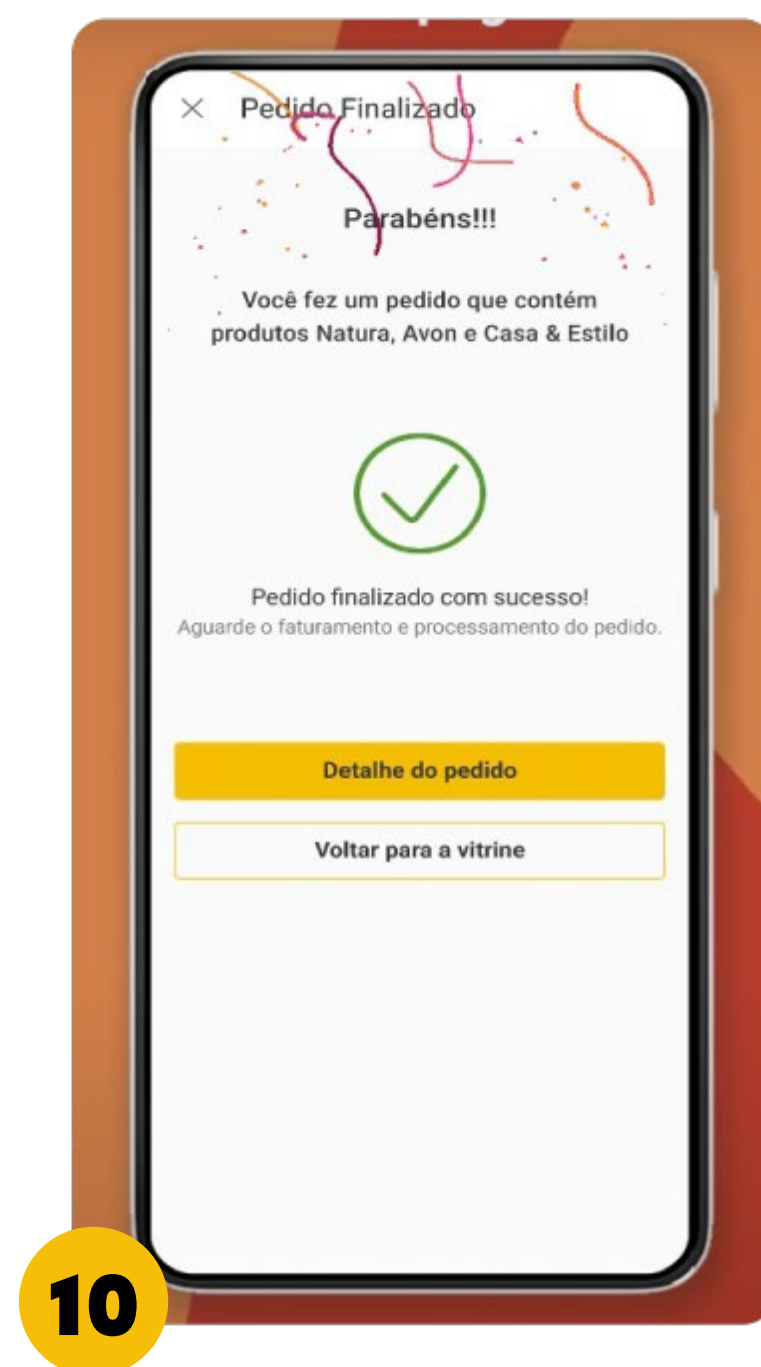 Pedido Finalizado
Parabéns!!!
Você fez um pedido que contém
produtos Natura, Avon e Casa & Estilo
Pedido finalizado com sucesso!
Aguarde o faturamento e processamento do pedido.
Detalhe do pedido
Voltar para a vitrine
10